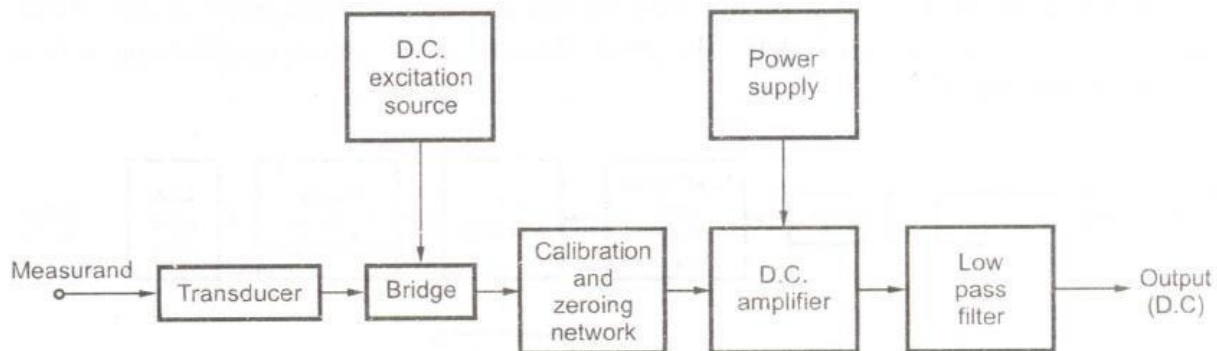 D.C.
excitation
source
Power
supply
Measurand
Transducer
Bridge
Calibration
and
zeroing
network
D.C.
amplifier
Low
pass
filter
Output
(D.C)